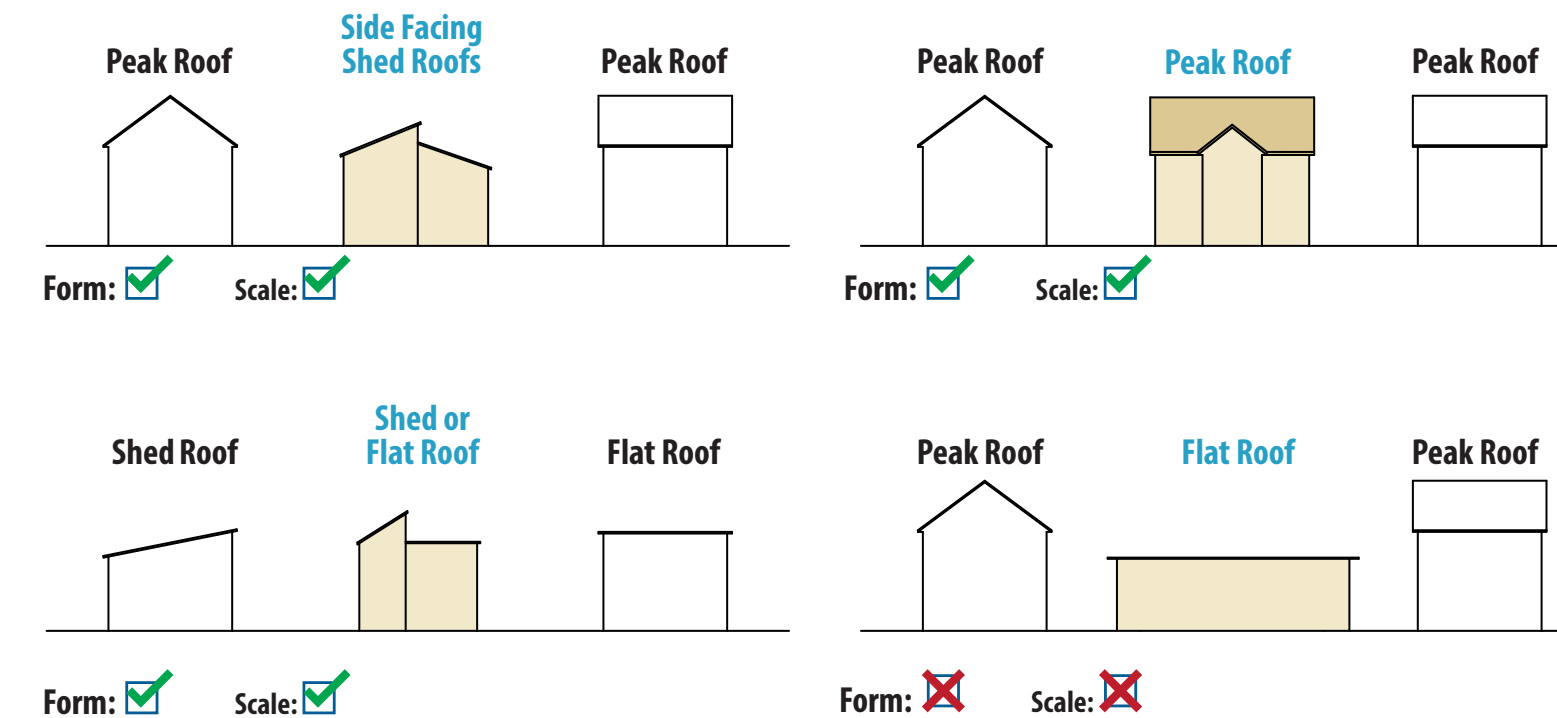 Side Facing
Peak Roof Shed Roofs Peak Roof
Peak Roof Peak Roof Peak Roof
Form: Scale:
Form: Scale:
Shed or
Shed Roof Flat Roof Flat Roof
Peak Roof Flat Roof Peak Roof
Form: Scale:
Form: Scale: